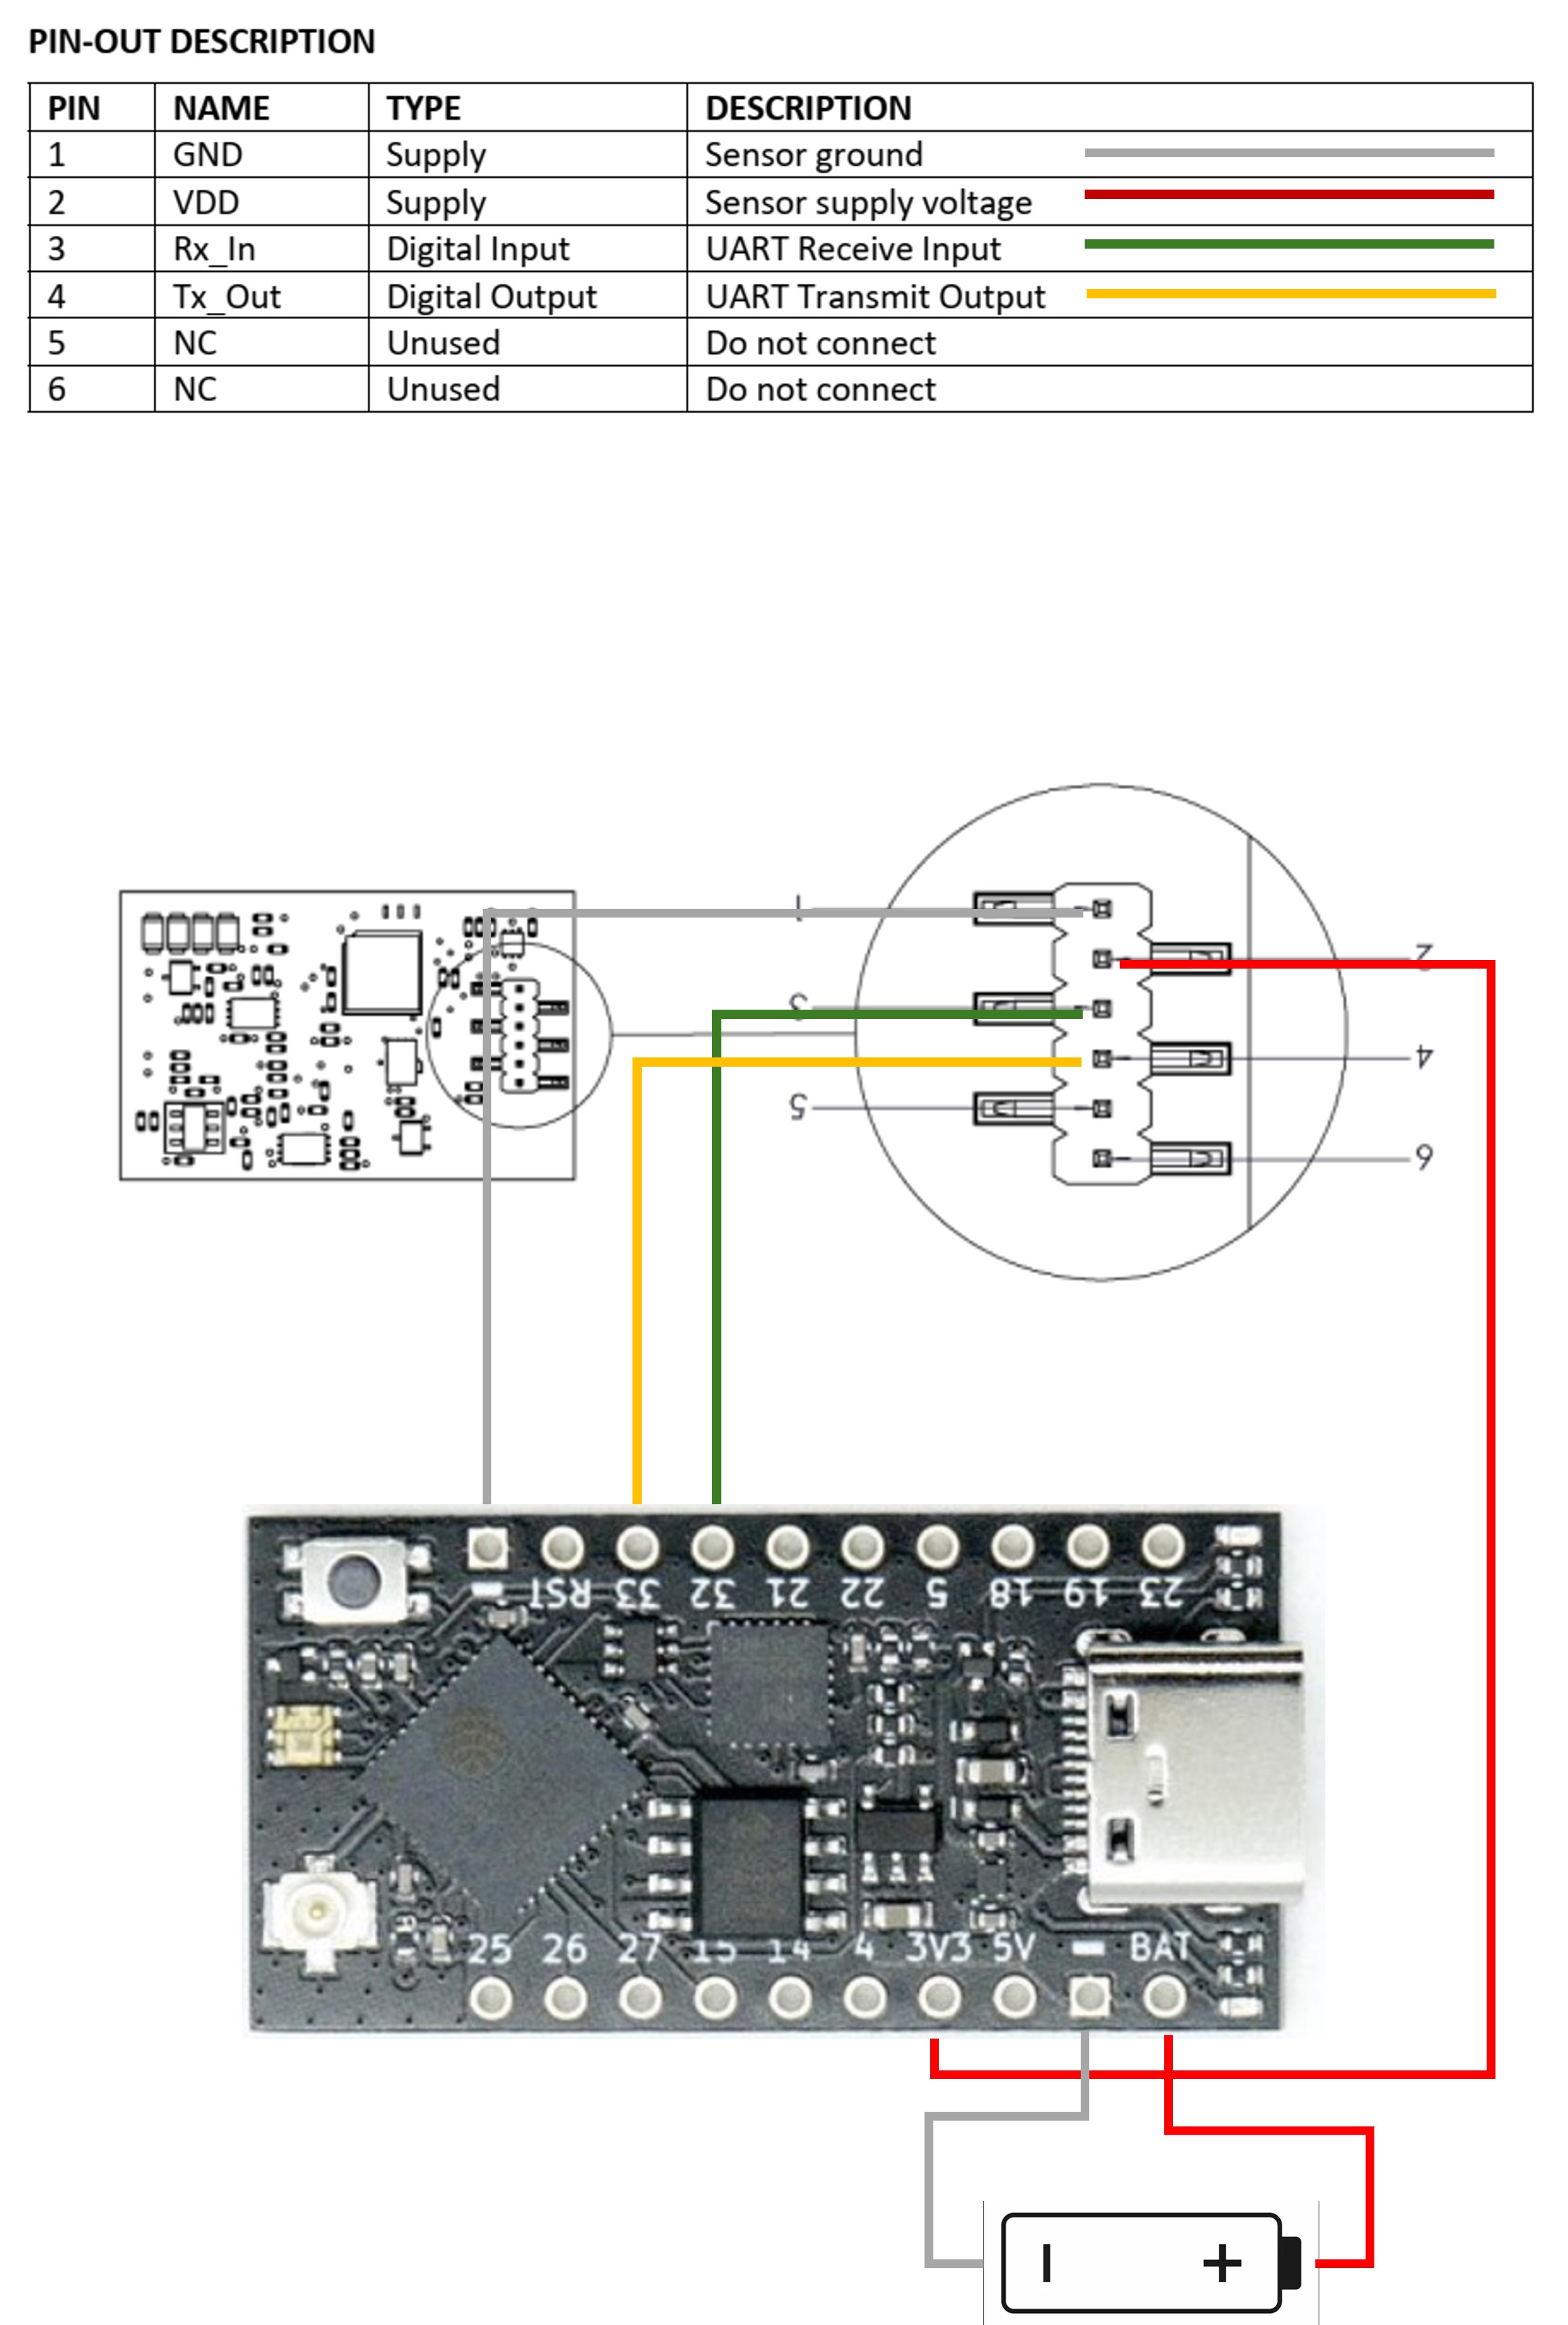 PIN-OUT DESCRIPTION
PIN NAME TYPE DESCRIPTION
1 GND Supply Sensor ground
2 VDD Supply Sensor supply voltage
3 Rx_In Digital Input UART Receive Input
4 Tx_Out Digital Output UART Transmit Output
5 NC Unused Do not connect
6 NC Unused Do not connect
1
2
3
4
5
6
RST 33 32 21 22 5 18 19 23
25 26 27 15 14 4 3V3 5V - BAT
- +